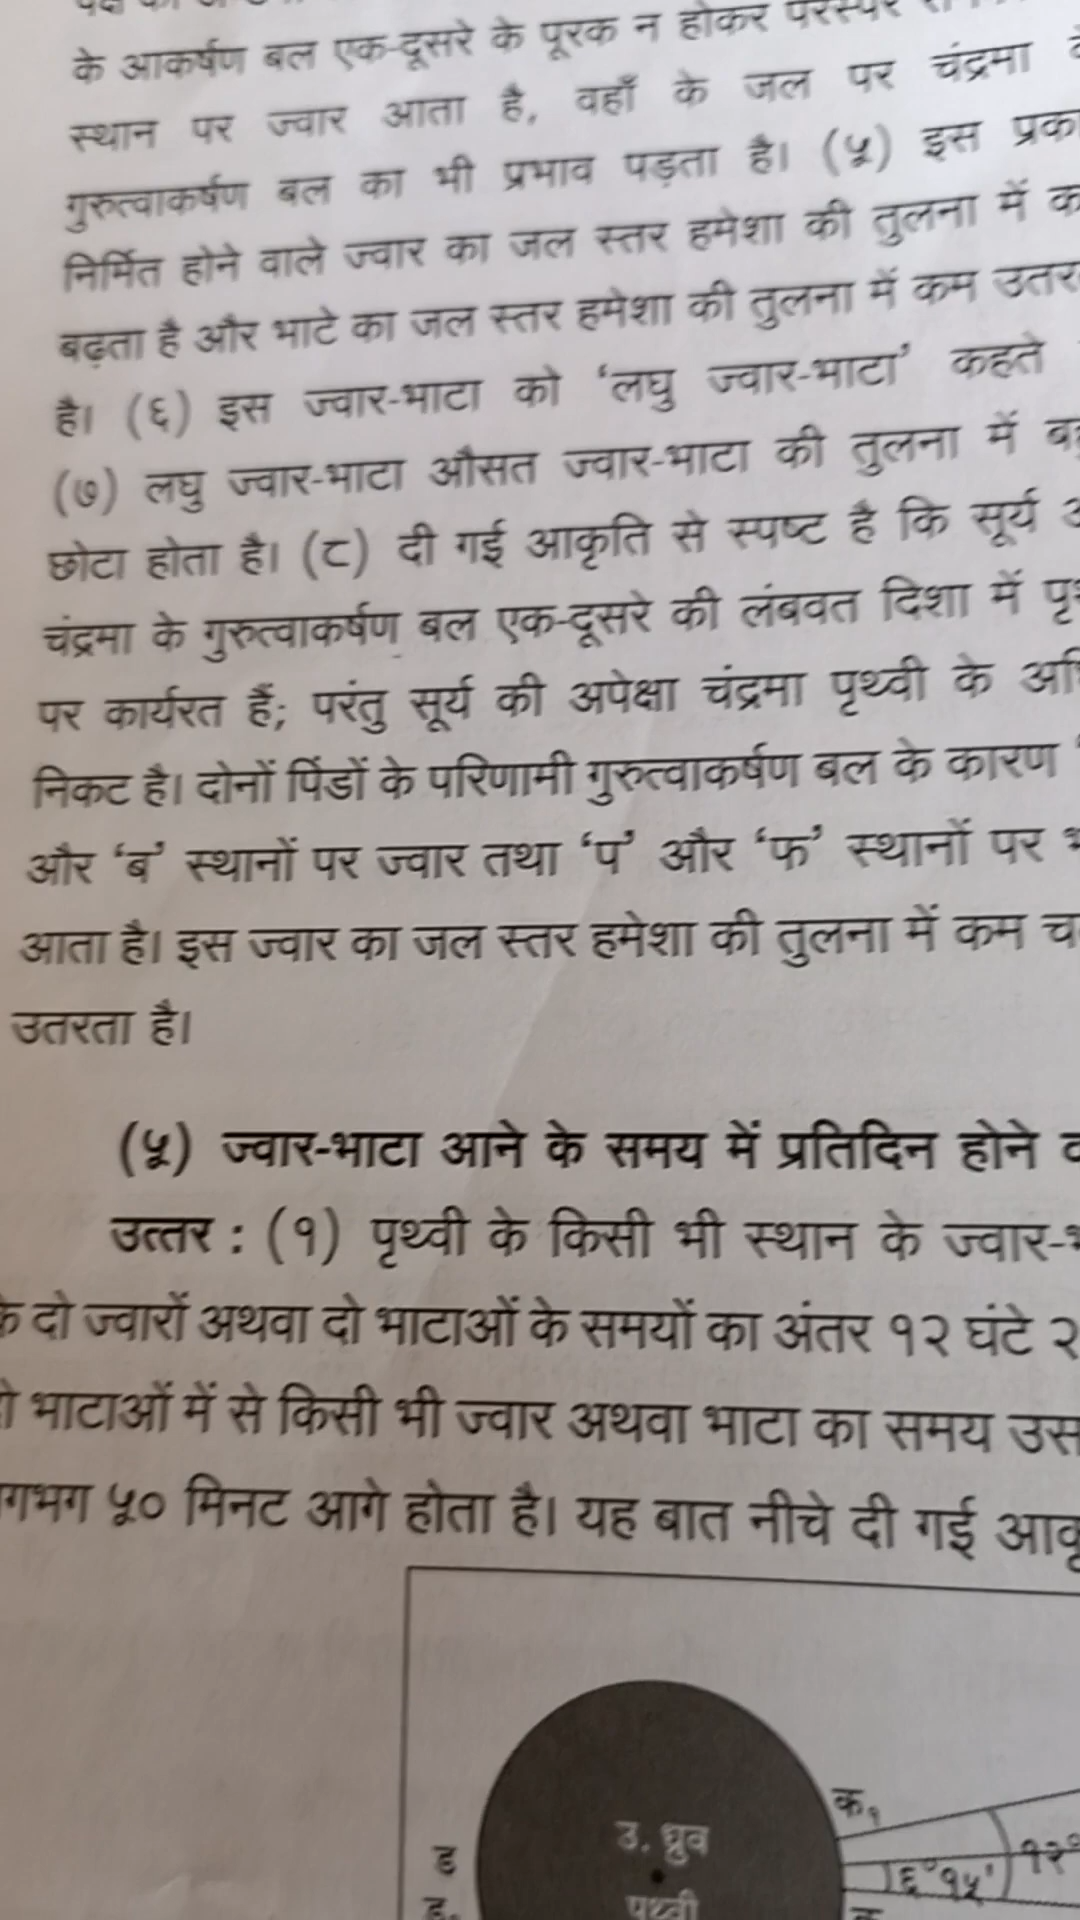 के आकर्षण बल एक-दूसरे के पूरक न होकर परस्पर
स्थान पर ज्वार आता है, वहाँ के जल पर चंद्रमा
गुरुत्वाकर्षण बल का भी प्रभाव पड़ता है। (५) इस
निर्मित होने वाले ज्वार का जल स्तर हमेशा की तुलना में
बढ़ता है और भाटे का जल स्तर हमेशा की तुलना में कम
है। (६) इस ज्वार-भाटा को ‘लघु ज्वार-भाटा’ कहते
(७) लघु ज्वार-भाटा औसत ज्वार-भाटा की तुलना में
छोटा होता है। (८) दी गई आकृति से स्पष्ट है कि सूर्य
चंद्रमा के गुरुत्वाकर्षण बल एक-दूसरे की लंबवत दिशा में
पर कार्यरत हैं; परंतु सूर्य की अपेक्षा चंद्रमा पृथ्वी के
निकट है। दोनों पिंडों के परिणामी गुरुत्वाकर्षण बल के कारण
और ‘ब’ स्थानों पर ज्वार तथा ‘प’ और ‘फ’ स्थानों पर
आता है। इस ज्वार का जल स्तर हमेशा की तुलना में कम
उतरता है।
(५) ज्वार-भाटा आने के समय में प्रतिदिन होने
उत्तर : (१) पृथ्वी के किसी भी स्थान के
दो ज्वारों अथवा दो भाटाओं के समयों का अंतर १२ घंटे
भाटाओं में से किसी भी ज्वार अथवा भाटा का समय
५० मिनट आगे होता है। यह बात नीचे दी गई
क₁
उ. ध्रुव
१२°
ड
६°१५'
पृथ्वी